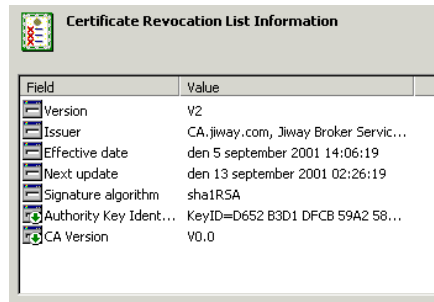 Certificate Revocation List Information
Field Value
Version V2
Issuer CA.jiway.com, Jiway Broker Servic...
Effective date den 5 september 2001 14:06:19
Next update den 13 september 2001 02:26:19
Signature algorithm sha1RSA
Authority Key Ident... KeyID=D652 B3D1 DFCB 59A2 58...
CA Version V0.0